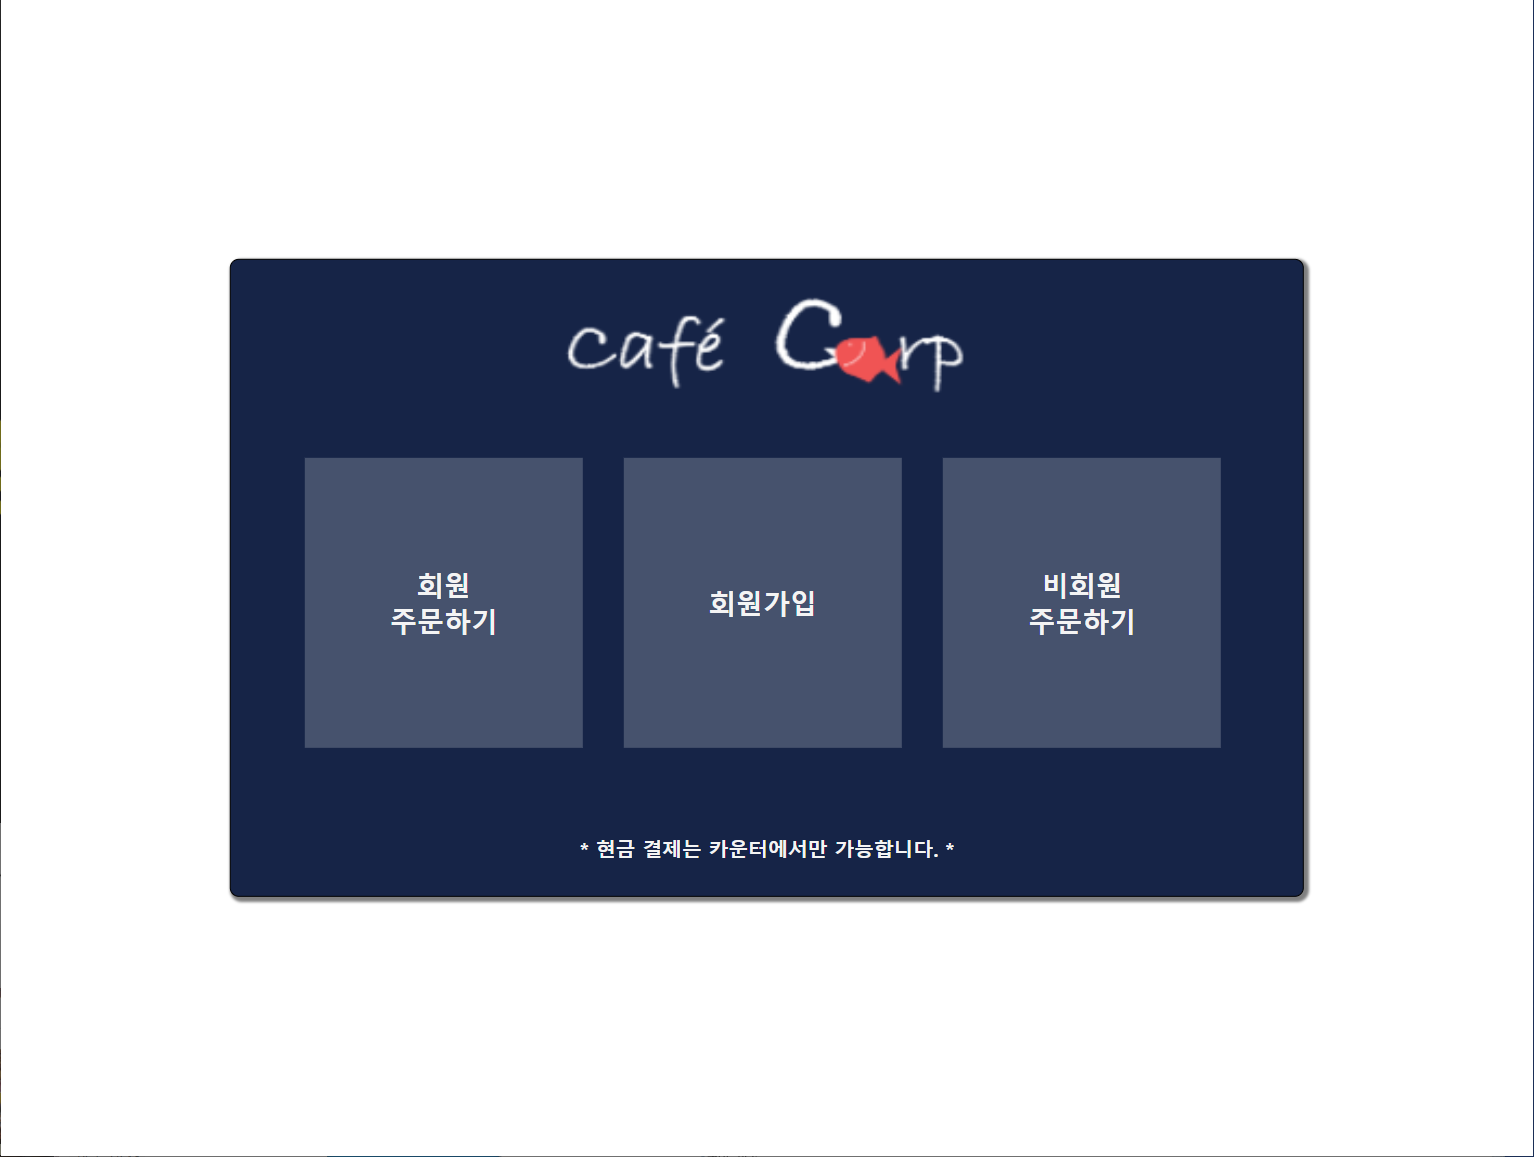 café Carp
회원
주문하기
회원가입
비회원
주문하기
* 현금 결제는 카운터에서만 가능합니다. *